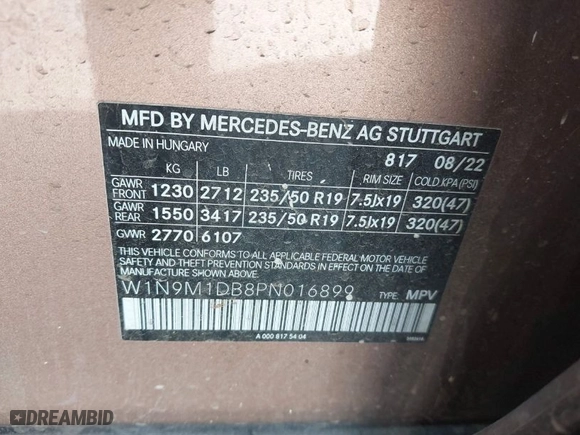 MFD BY MERCEDES-BENZ AG STUTTGART
MADE IN HUNGARY 817 08/22
KG LB TIRES RIM SIZE COLD KPA (PSI)
GAWR FRONT 1230 2712 235/50 R19 7.5Jx19 320(47)
GAWR REAR 1550 3417 235/50 R19 7.5Jx19 320(47)
GVWR 2770 6107
THIS VEHICLE CONFORMS TO ALL APPLICABLE FEDERAL MOTOR VEHICLE
SAFETY AND THEFT PREVENTION STANDARDS
IN EFFECT ON THE DATE OF MANUFACTURE SHOWN ABOVE.
W1N9M1DB8PN016899 TYPE: MPV
A 000 817 54 04
DREAMBID